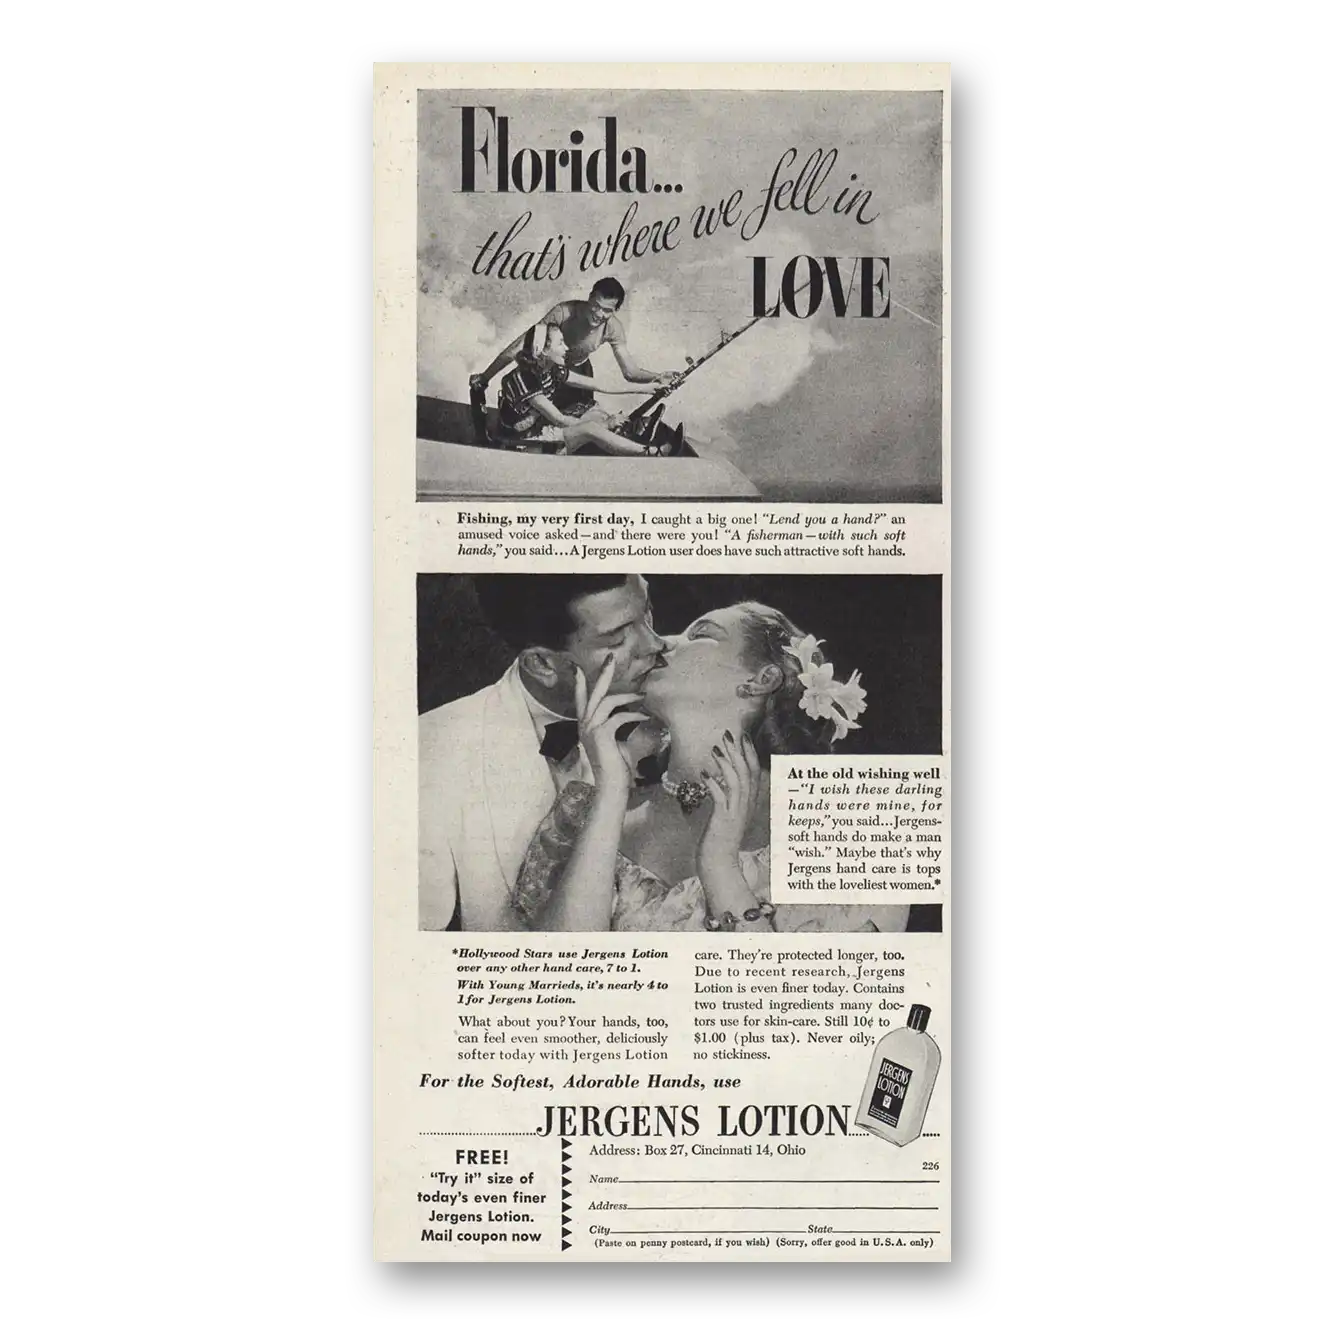 Florida...
that's where we fell in
LOVE
Fishing, my very first day, I caught a big one! "Lend you a hand?" an
amused voice asked—and there were you! "A fisherman—with such soft
hands," you said...A Jergens Lotion user does have such attractive soft hands.
At the old wishing well
—"I wish these darling
hands were mine, for
keeps," you said...Jergens-
soft hands do make a man
"wish." Maybe that's why
Jergens hand care is tops
with the loveliest women.*
*Hollywood Stars use Jergens Lotion
over any other hand care, 7 to 1.
With Young Marrieds, it's nearly 4 to
1 for Jergens Lotion.
What about you? Your hands, too,
can feel even smoother, deliciously
softer today with Jergens Lotion
care. They're protected longer, too.
Due to recent research, Jergens
Lotion is even finer today. Contains
two trusted ingredients many doc-
tors use for skin-care. Still 10¢ to
$1.00 (plus tax). Never oily;
no stickiness.
JERGENS
LOTION
For the Softest, Adorable Hands, use
JERGENS LOTION
FREE!
"Try it" size of
today's even finer
Jergens Lotion.
Mail coupon now
Address: Box 27, Cincinnati 14, Ohio
226
Name
Address
City State
(Paste on penny postcard, if you wish) (Sorry, offer good in U.S.A. only)